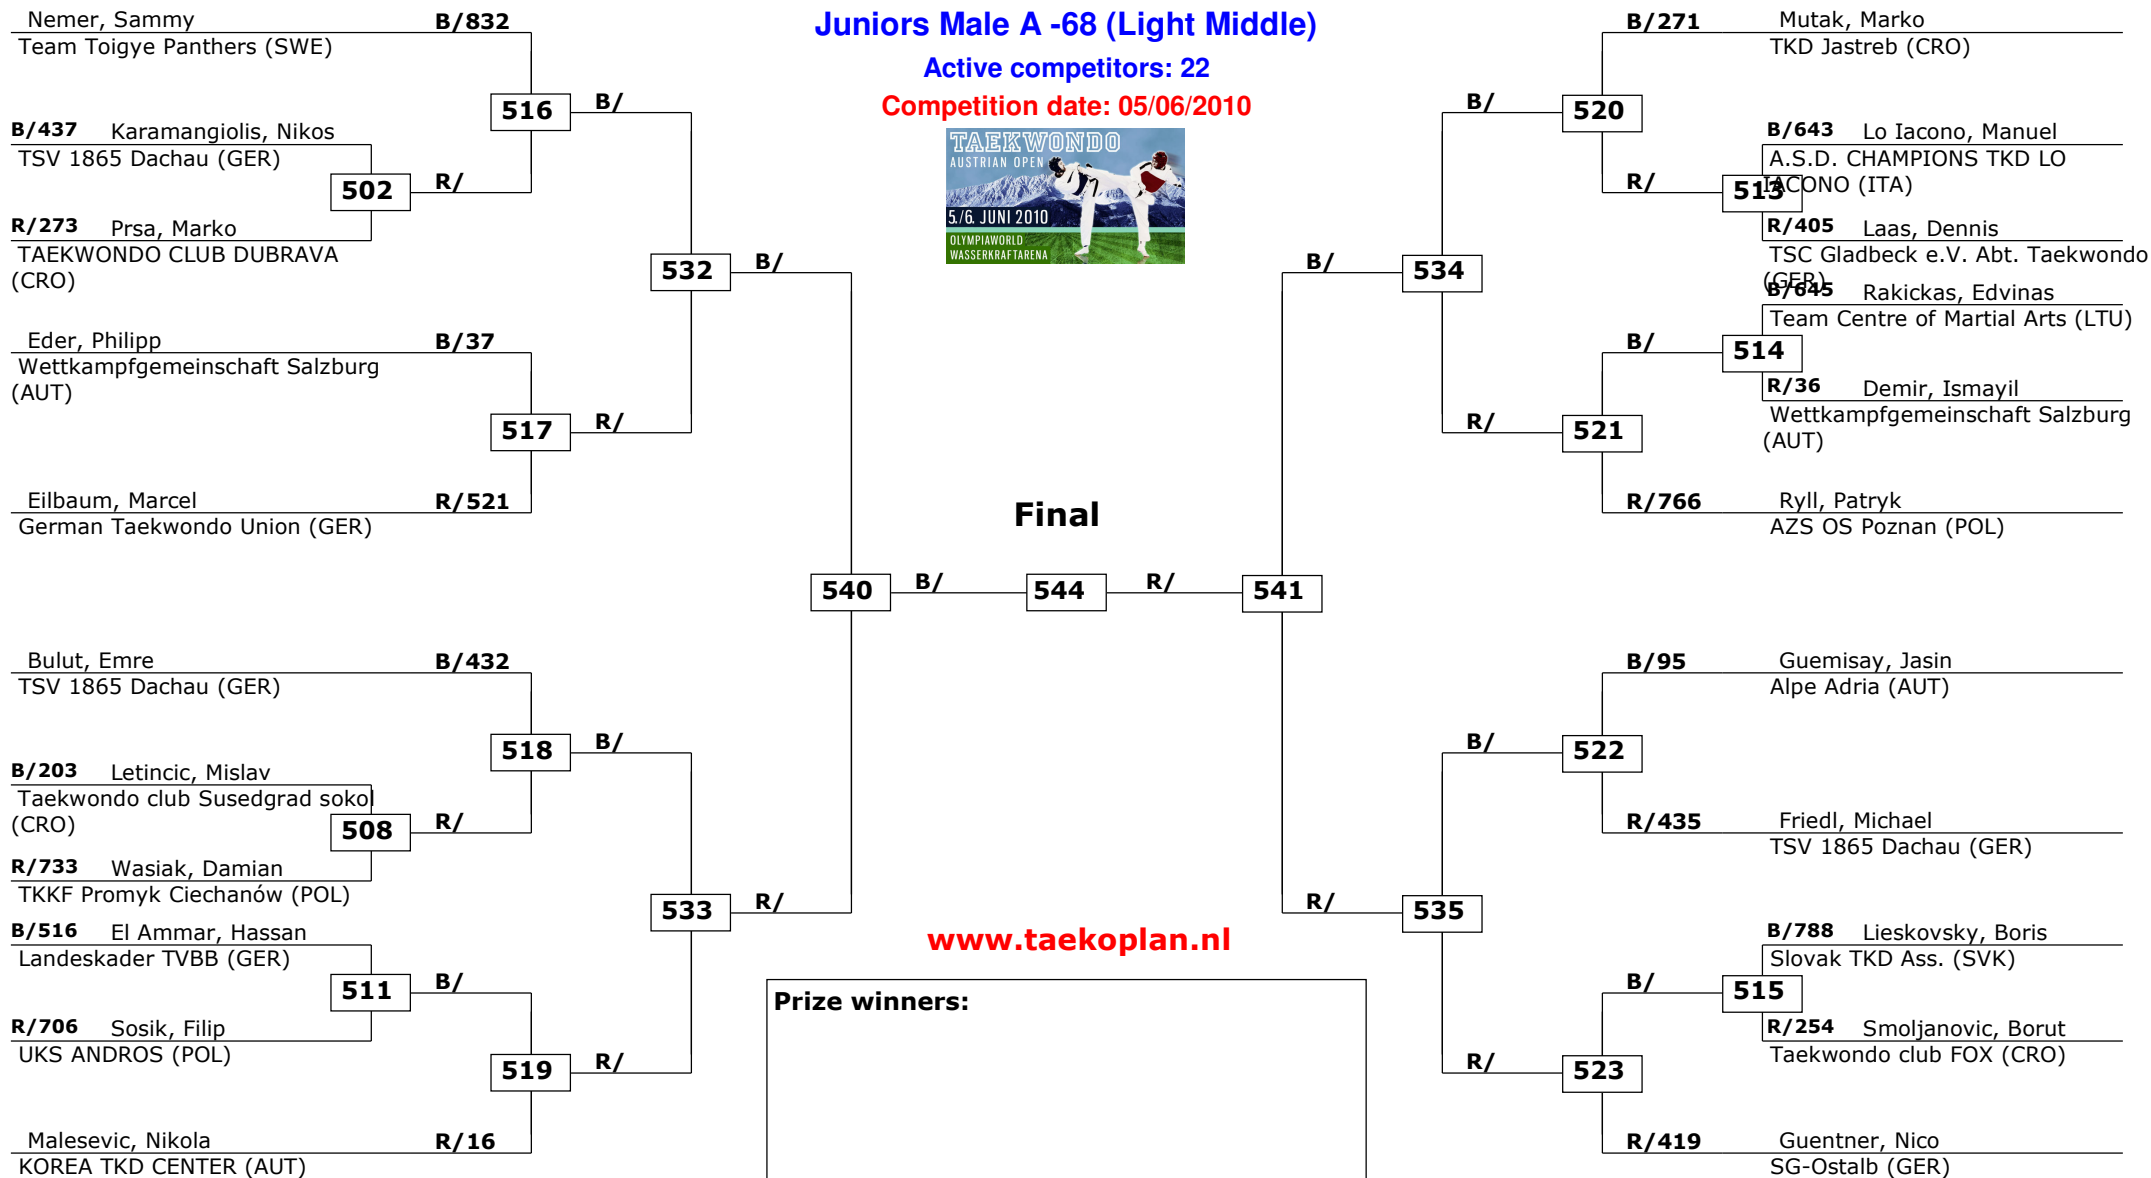 Juniors Male A -68 (Light Middle)
Active competitors: 22
Competition date: 05/06/2010
TAEKWONDO
AUSTRIAN OPEN
5./6. JUNI 2010
OLYMPIAWORLD
WASSERKRAFTARENA
Nemer, Sammy B/832
Team Toigye Panthers (SWE)
516 B/
B/437 Karamangiolis, Nikos
TSV 1865 Dachau (GER)
502 R/
R/273 Prsa, Marko
TAEKWONDO CLUB DUBRAVA
(CRO)
532 B/
Eder, Philipp B/37
Wettkampfgemeinschaft Salzburg
(AUT)
517 R/
Eilbaum, Marcel R/521
German Taekwondo Union (GER)
Final
540 B/ 544 R/ 541
Bulut, Emre B/432
TSV 1865 Dachau (GER)
518 B/
B/203 Letincic, Mislav
Taekwondo club Susedgrad sokol
(CRO)
508 R/
R/733 Wasiak, Damian
TKKF Promyk Ciechanów (POL)
533 R/
B/516 El Ammar, Hassan
Landeskader TVBB (GER)
511 B/
R/706 Sosik, Filip
UKS ANDROS (POL)
519 R/
Malesevic, Nikola R/16
KOREA TKD CENTER (AUT)
B/271 Mutak, Marko
TKD Jastreb (CRO)
B/ 520
B/643 Lo Iacono, Manuel
A.S.D. CHAMPIONS TKD LO
IACONO (ITA)
R/ 513
R/405 Laas, Dennis
TSC Gladbeck e.V. Abt. Taekwondo
(GER)
B/ 534
B/645 Rakickas, Edvinas
Team Centre of Martial Arts (LTU)
B/ 514
R/36 Demir, Ismayil
Wettkampfgemeinschaft Salzburg
(AUT)
R/ 521
R/766 Ryll, Patryk
AZS OS Poznan (POL)
B/95 Guemisay, Jasin
Alpe Adria (AUT)
B/ 522
R/435 Friedl, Michael
TSV 1865 Dachau (GER)
R/ 535
B/788 Lieskovsky, Boris
Slovak TKD Ass. (SVK)
B/ 515
R/254 Smoljanovic, Borut
Taekwondo club FOX (CRO)
R/ 523
R/419 Guentner, Nico
SG-Ostalb (GER)
www.taekoplan.nl
Prize winners: